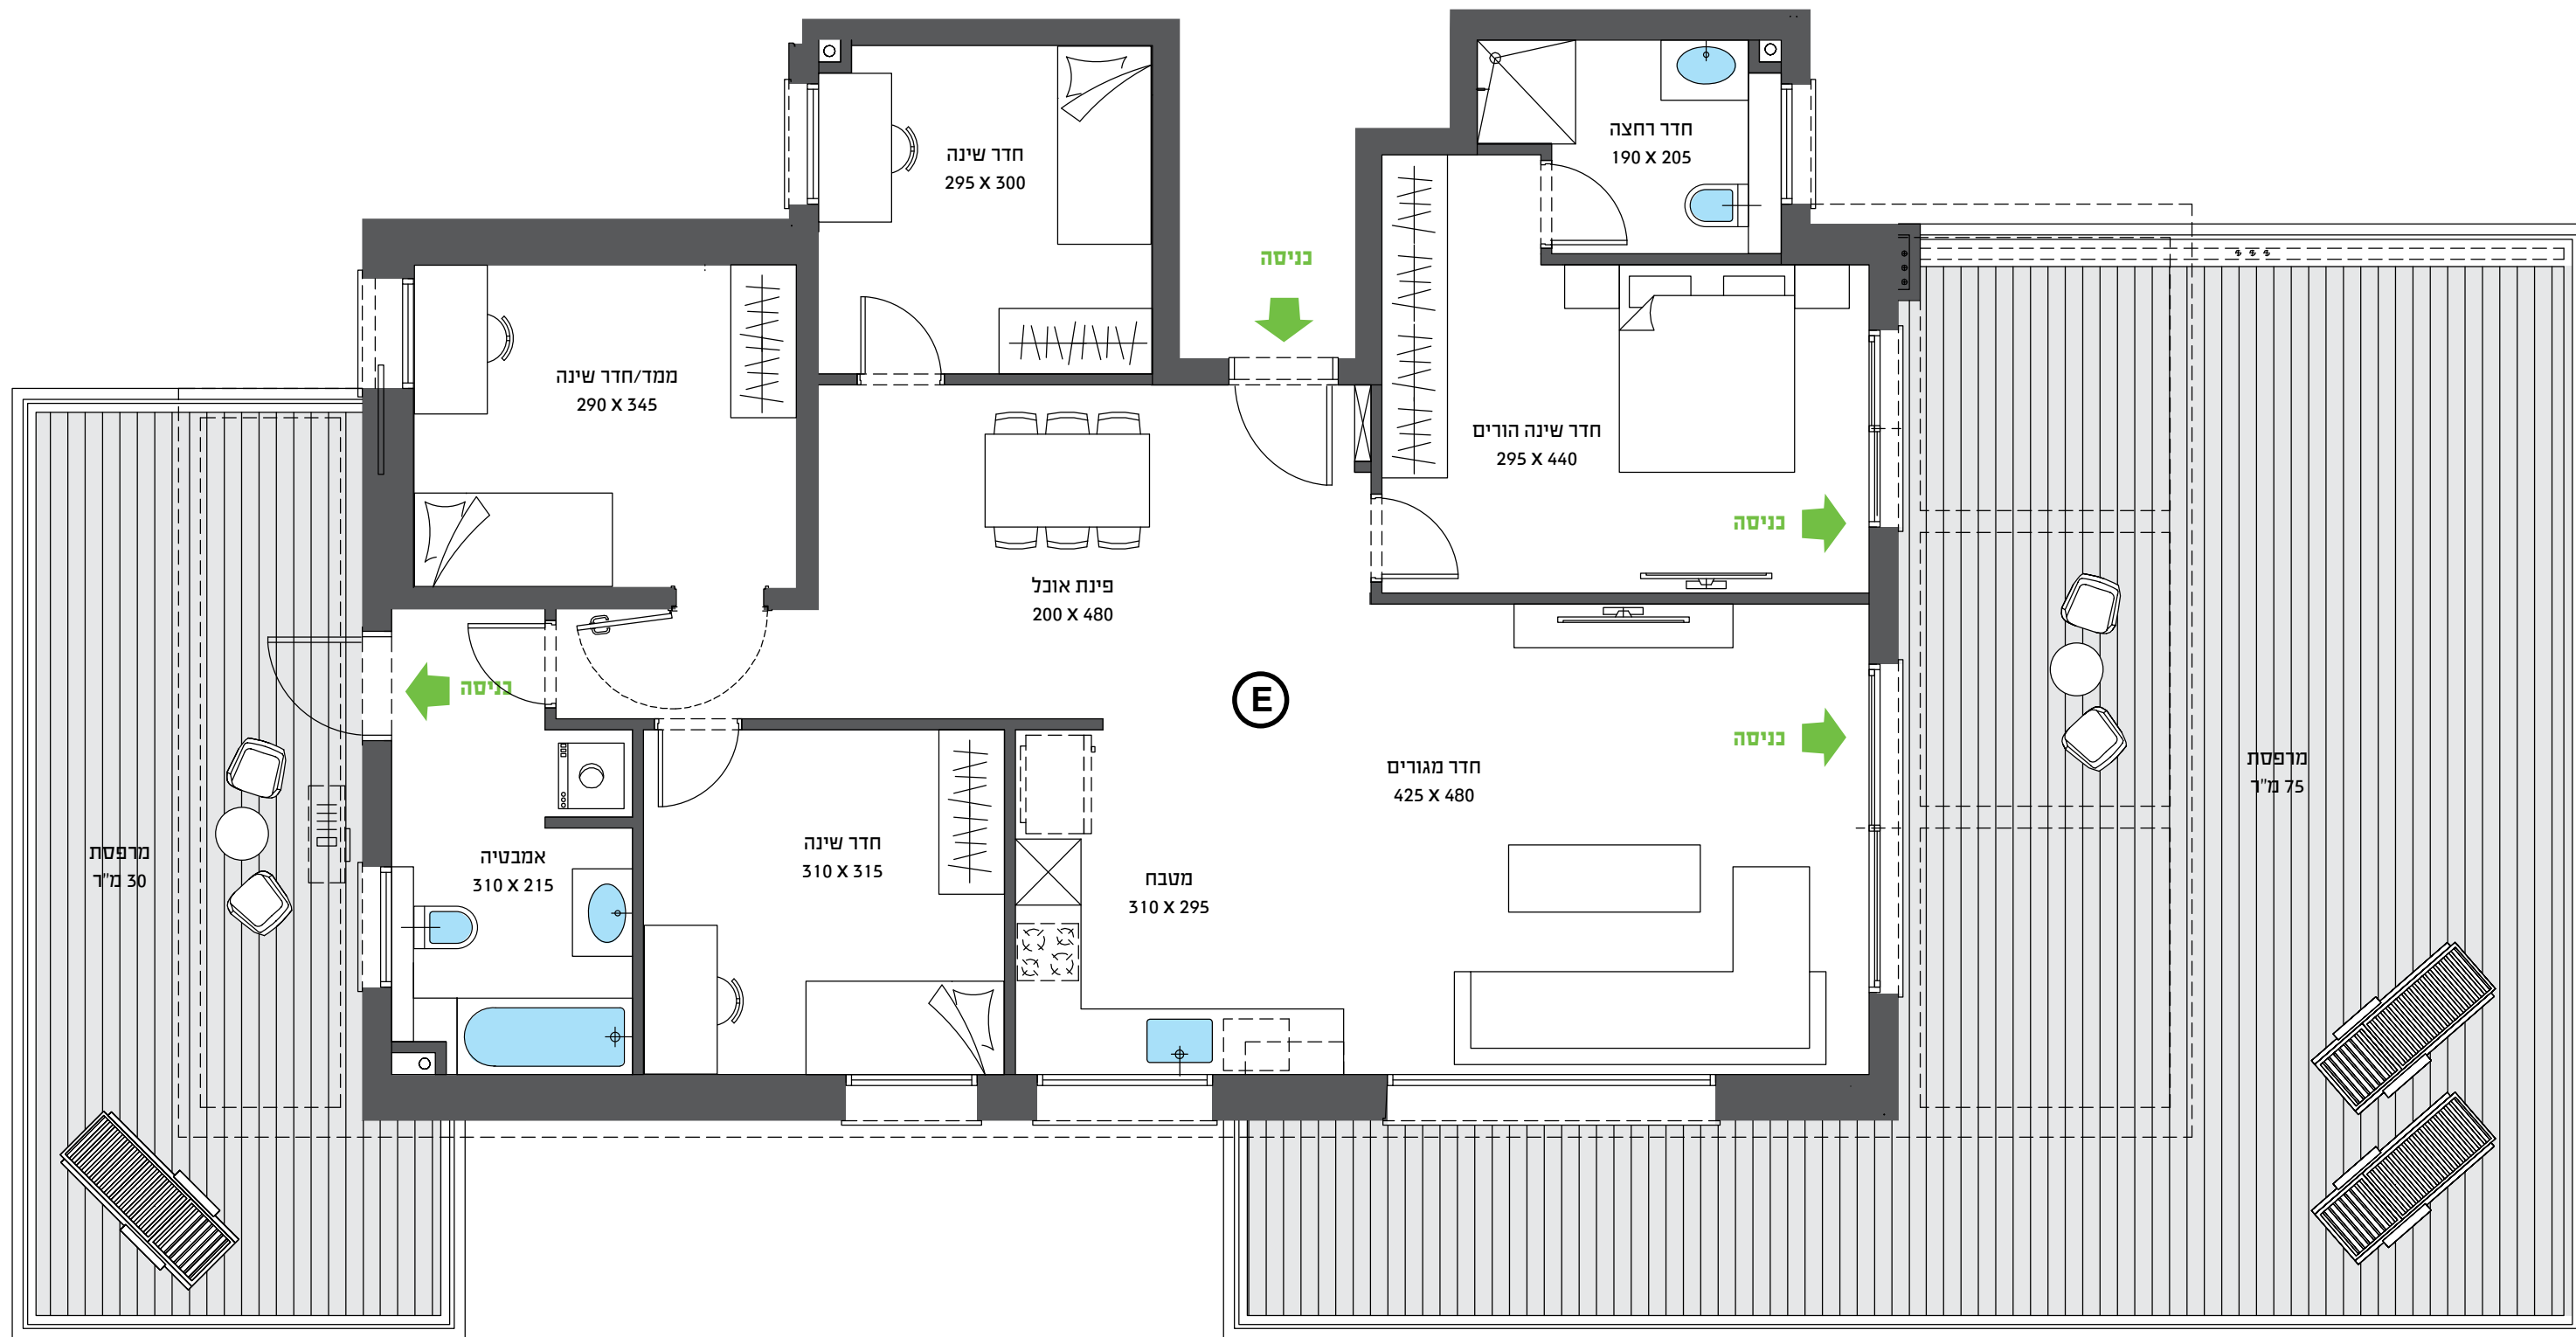 חדר רחצה
190 X 205
חדר שינה
295 X 300
כניסה
ממד/חדר שינה
290 X 345
חדר שינה הורים
295 X 440
כניסה
פינת אוכל
200 X 480
כניסה
E
כניסה
חדר מגורים
425 X 480
מרפסת
75 מ"ר
חדר שינה
310 X 315
מטבח
310 X 295
אמבטיה
310 X 215
מרפסת
30 מ"ר